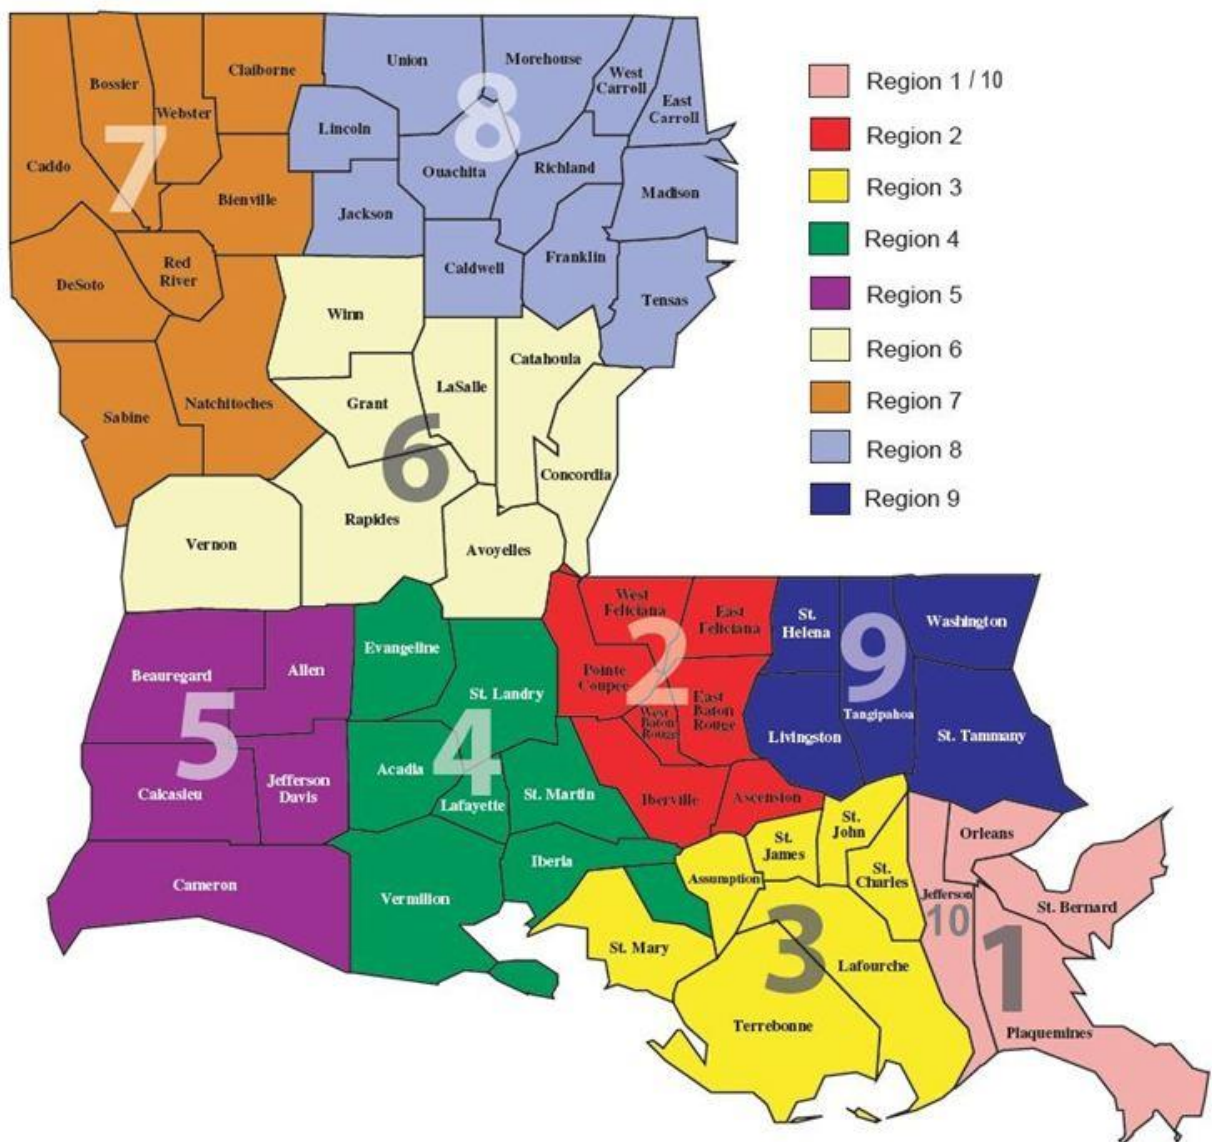 Union
Morehouse
Claiborne
Bossier
West
Carroll
Webster
East
Carroll
8
Lincoln
7
Caddo
Ouachita
Richland
Madison
Bienville
Jackson
Red
River
Franklin
Caldwell
DeSoto
Tensas
Winn
Catahoula
LaSalle
Grant
Natchitoches
Sabine
6
Concordia
Rapides
Vernon
Avoyelles
West
Feliciana
East
Feliciana
St.
Helena
Washington
Evangeline
2
9
Beauregard
Allen
Pointe
Coupee
St. Landry
East
Baton
Rouge
West
Baton
Rouge
Tangipahoa
5
4
Livingston
St. Tammany
Acadia
Jefferson
Davis
Calcasieu
St. Martin
Lafayette
Iberville
Ascension
St.
John
Orleans
St.
James
Iberia
Cameron
Assumption
St.
Charles
Vermilion
Jefferson
10
St. Bernard
St. Mary
3
1
Lafourche
Terrebonne
Plaquemines
Region 1 / 10
Region 2
Region 3
Region 4
Region 5
Region 6
Region 7
Region 8
Region 9